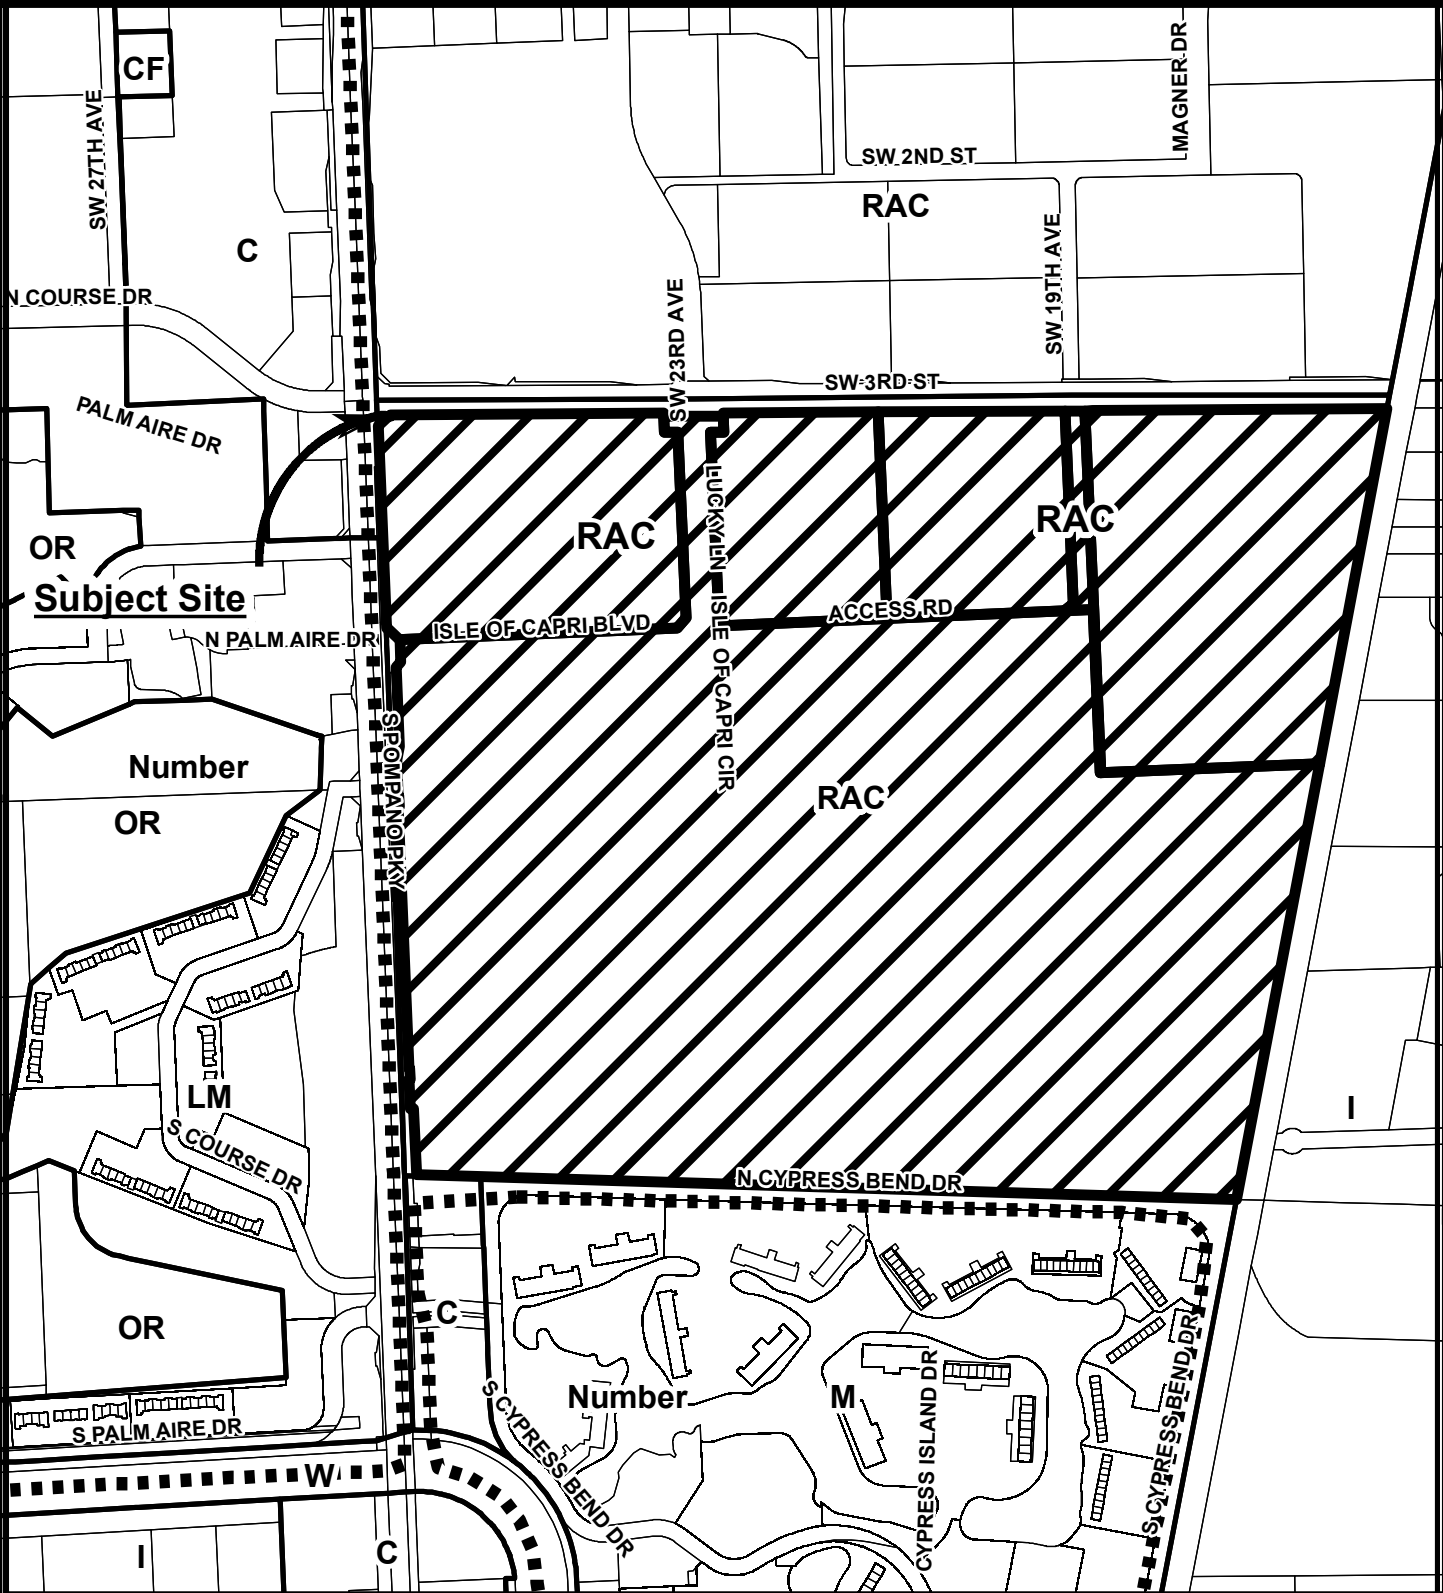 MAGNER DR
CF
SW 27TH AVE
SW 2ND ST
RAC
C
SW 19TH AVE
N COURSE DR
SW 23RD AVE
SW 3RD ST
PALM AIRE DR
LUCKY LN
RAC
RAC
OR
Subject Site
ISLE OF CAPRI BLVD
ACCESS RD
ISLE OF CAPRI CIR
N PALM AIRE DR
S POMPANO PKY
Number
RAC
OR
LM
I
S COURSE DR
N CYPRESS BEND DR
C
OR
S CYPRESS BEND DR
CYPRESS ISLAND DR
S CYPRESS BEND DR
Number
M
S PALM AIRE DR
W
I
C